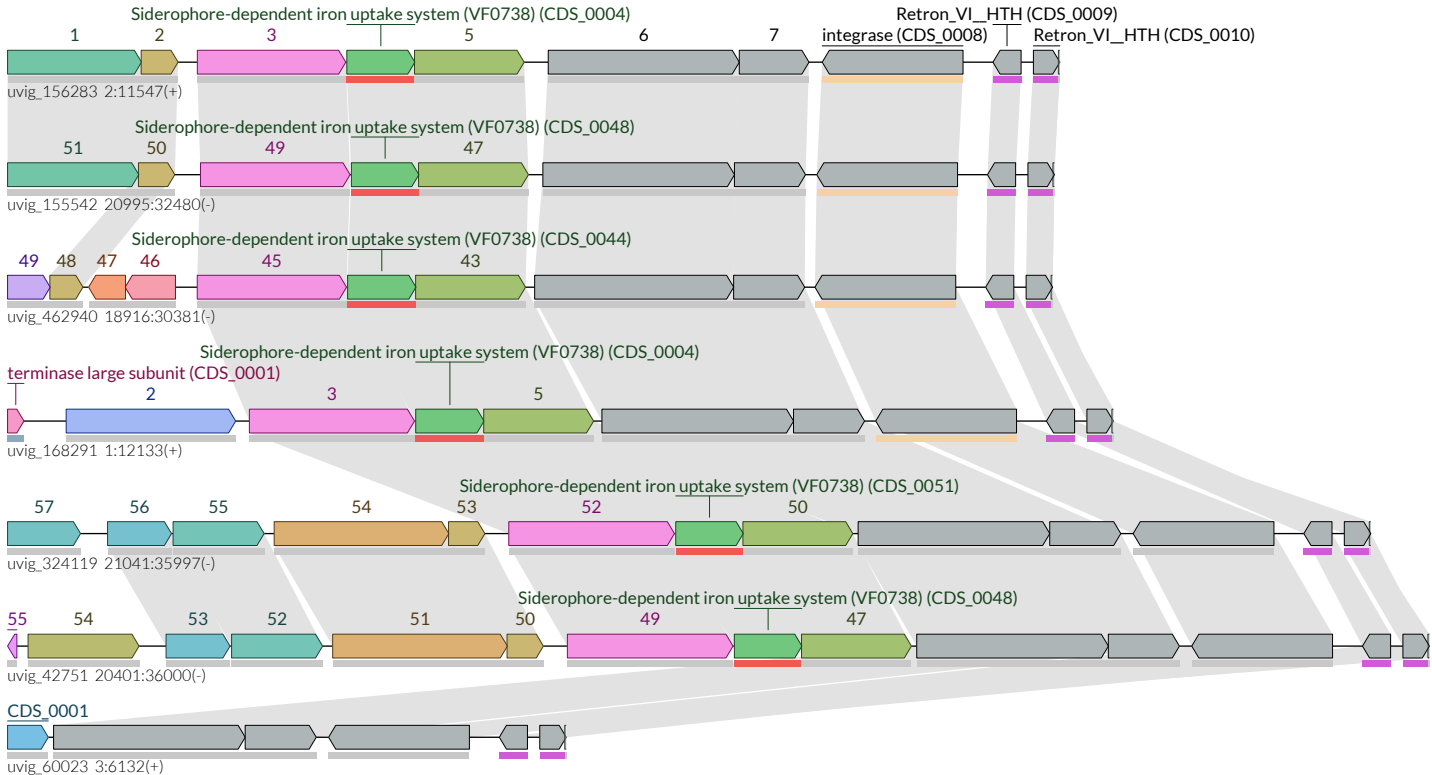 Siderophore-dependent iron uptake system (VF0738) (CDS_0004) Retron_VI__HTH (CDS_0009)
1 2 3 5 6 7 integrase (CDS_0008) Retron_VI__HTH (CDS_0010)
uvig_156283 2:11547(+)
Siderophore-dependent iron uptake system (VF0738) (CDS_0048)
51 50 49 47
uvig_155542 20995:32480(-)
Siderophore-dependent iron uptake system (VF0738) (CDS_0044)
49 48 47 46 45 43
uvig_462940 18916:30381(-)
Siderophore-dependent iron uptake system (VF0738) (CDS_0004)
terminase large subunit (CDS_0001)
2 3 5
uvig_168291 1:12133(+)
Siderophore-dependent iron uptake system (VF0738) (CDS_0051)
57 56 55 54 53 52 50
uvig_324119 21041:35997(-)
Siderophore-dependent iron uptake system (VF0738) (CDS_0048)
55 54 53 52 51 50 49 47
uvig_42751 20401:36000(-)
CDS_0001
uvig_60023 3:6132(+)